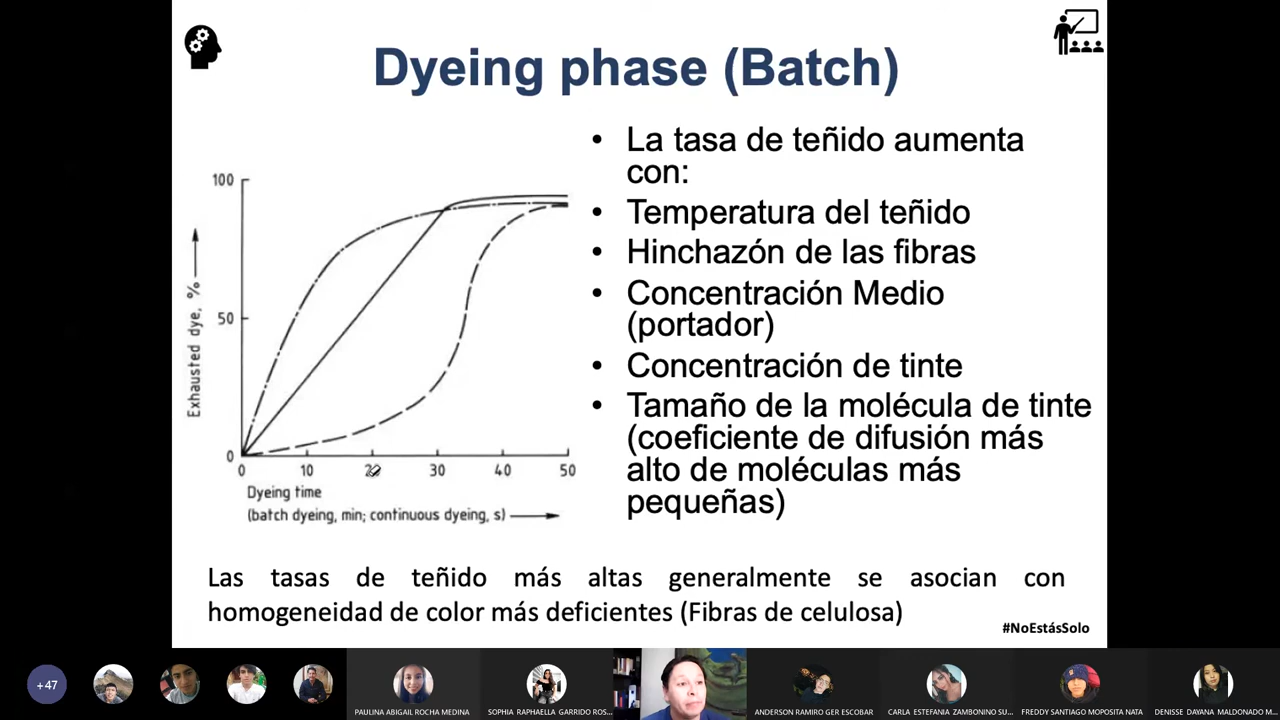 Dyeing phase (Batch)
• La tasa de teñido aumenta
con:
• Temperatura del teñido
• Hinchazón de las fibras
• Concentración Medio
(portador)
• Concentración de tinte
• Tamaño de la molécula de tinte
(coeficiente de difusión más
alto de moléculas más
pequeñas)
100
50
0
Exhausted dye, %
0 10 20 30 40 50
Dyeing time
(batch dyeing, min; continuous dyeing, s)
Las tasas de teñido más altas generalmente se asocian con
homogeneidad de color más deficientes (Fibras de celulosa)
#NoEstásSolo
+47
PAULINA ABIGAIL ROCHA MEDINA
SOPHIA RAPHAELLA GARRIDO ROS...
ANDERSON RAMIRO GER ESCOBAR
CARLA ESTEFANIA ZAMBONINO SU...
FREDDY SANTIAGO MOPOSITA NATA
DENISSE DAYANA MALDONADO M...